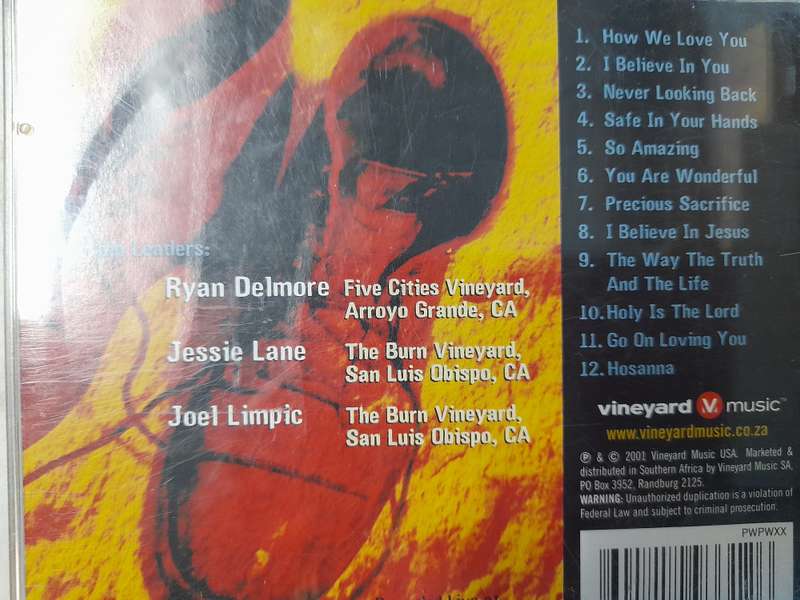 Leaders:
Ryan Delmore Five Cities Vineyard,
Arroyo Grande, CA
Jessie Lane The Burn Vineyard,
San Luis Obispo, CA
Joel Limpic The Burn Vineyard,
San Luis Obispo, CA
1. How We Love You
2. I Believe In You
3. Never Looking Back
4. Safe In Your Hands
5. So Amazing
6. You Are Wonderful
7. Precious Sacrifice
8. I Believe In Jesus
9. The Way The Truth
And The Life
10. Holy Is The Lord
11. Go On Loving You
12. Hosanna
vineyard V. music™
www.vineyardmusic.co.za
℗ & © 2001 Vineyard Music USA. Marketed &
distributed in Southern Africa by Vineyard Music SA,
PO Box 3952, Randburg 2125.
WARNING: Unauthorized duplication is a violation of
Federal Law and subject to criminal prosecution.
PWPWXX